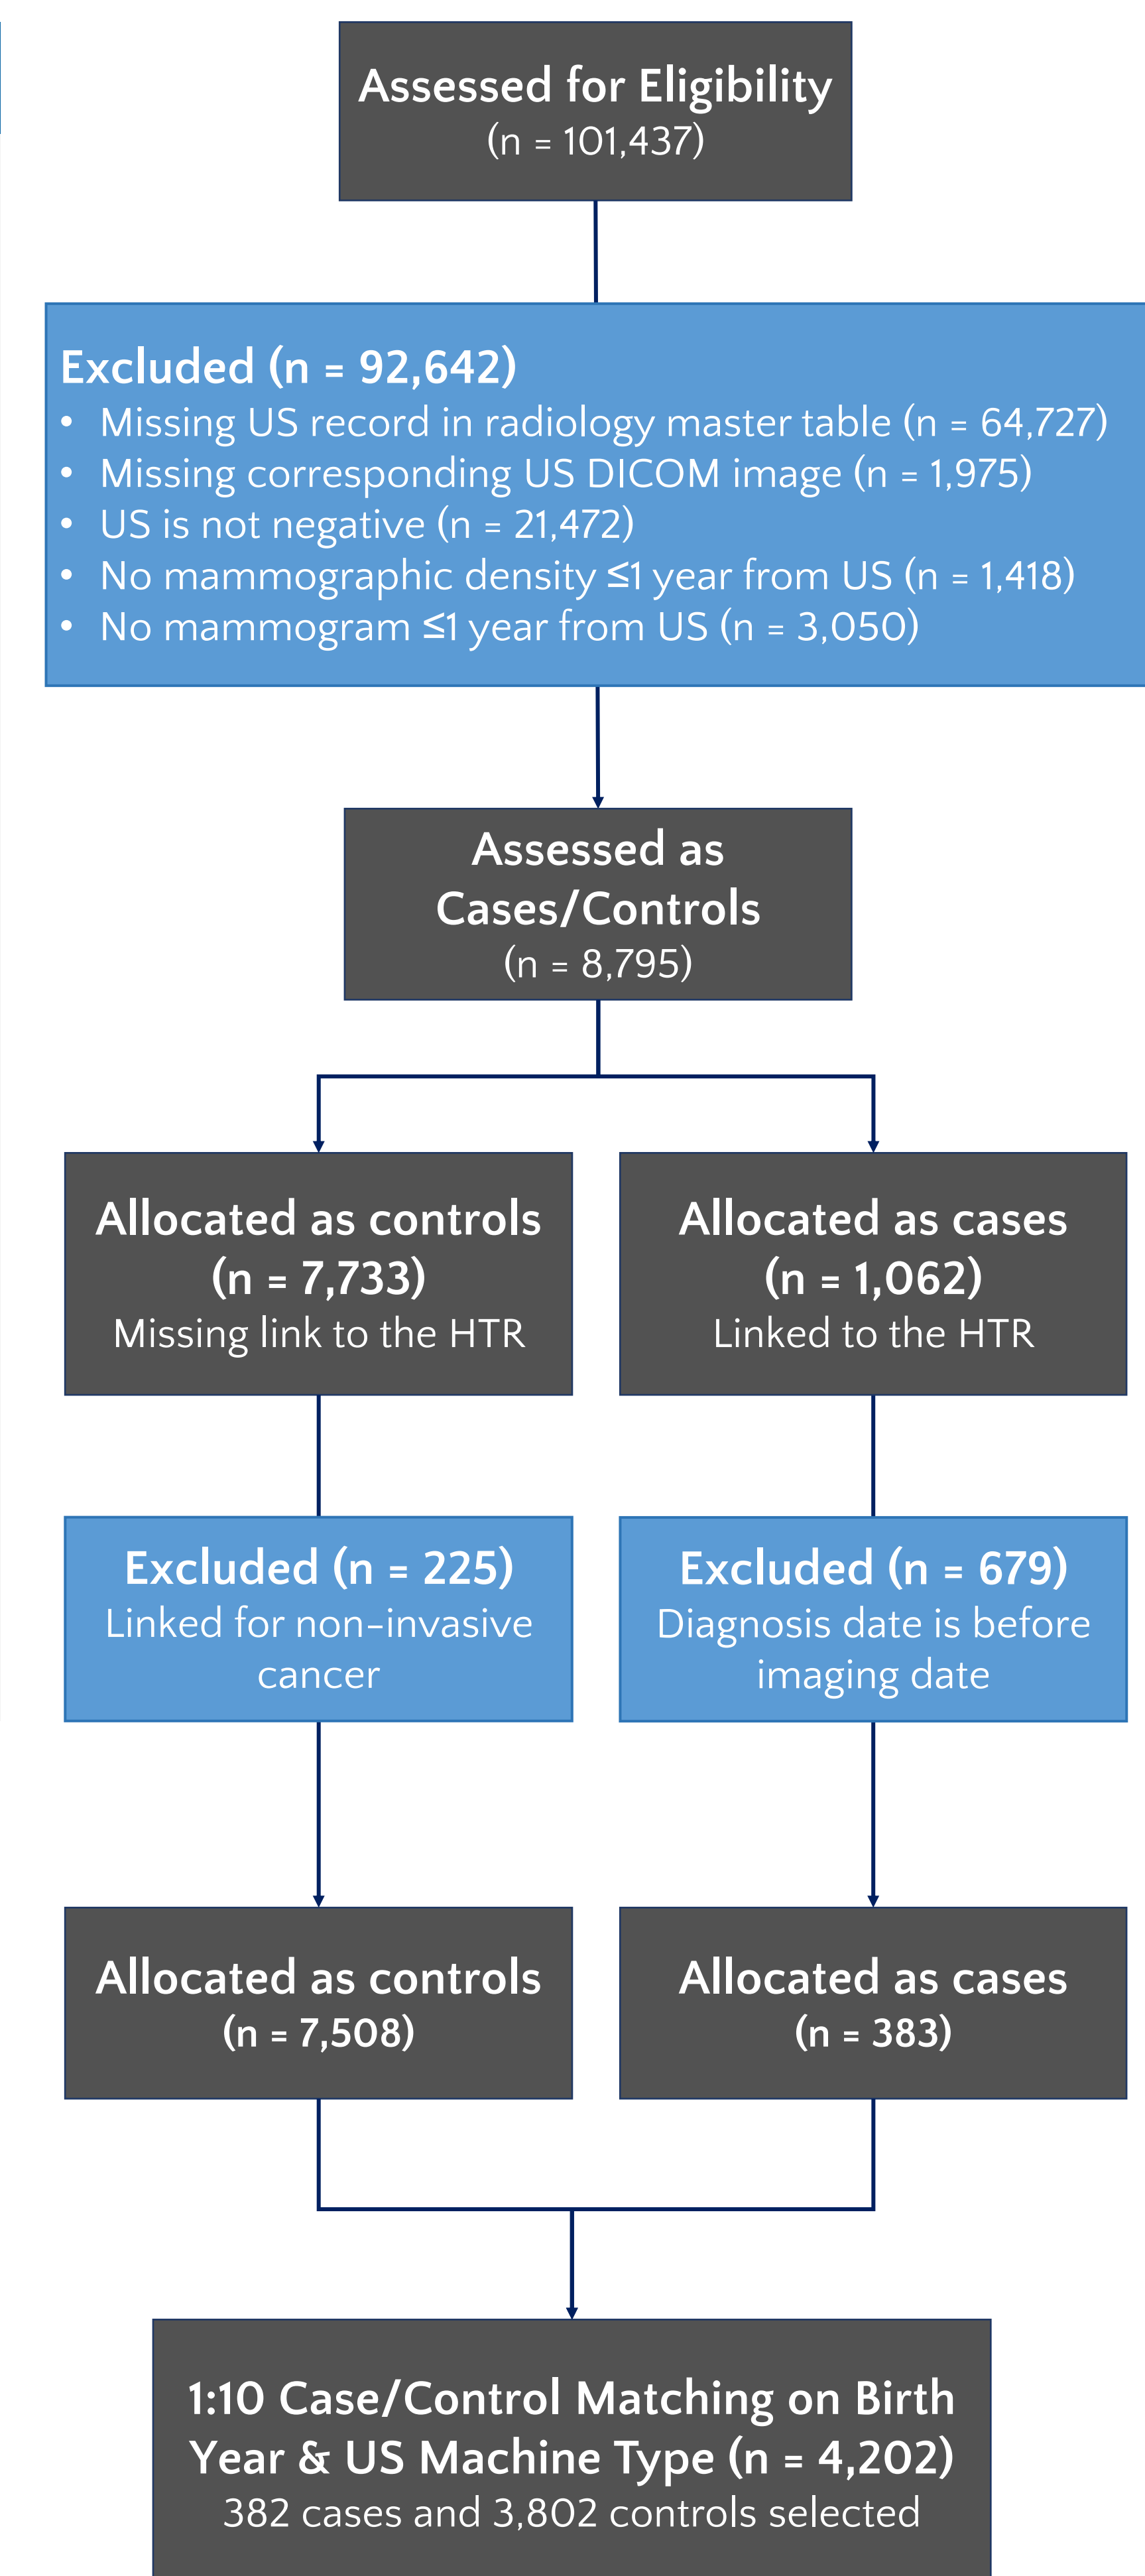 Assessed for Eligibility
(n = 101,437)
Excluded (n = 92,642)
• Missing US record in radiology master table (n = 64,727)
• Missing corresponding US DICOM image (n = 1,975)
• US is not negative (n = 21,472)
• No mammographic density ≤1 year from US (n = 1,418)
• No mammogram ≤1 year from US (n = 3,050)
Assessed as
Cases/Controls
(n = 8,795)
Allocated as controls
(n = 7,733)
Missing link to the HTR
Allocated as cases
(n = 1,062)
Linked to the HTR
Excluded (n = 225)
Linked for non-invasive
cancer
Excluded (n = 679)
Diagnosis date is before
imaging date
Allocated as controls
(n = 7,508)
Allocated as cases
(n = 383)
1:10 Case/Control Matching on Birth
Year & US Machine Type (n = 4,202)
382 cases and 3,802 controls selected